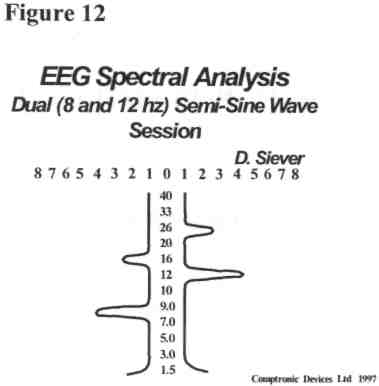 Figure 12
EEG Spectral Analysis
Dual (8 and 12 hz) Semi-Sine Wave
Session
D. Siever
8 7 6 5 4 3 2 1 0 1 2 3 4 5 6 7 8
40
33
26
20
16
12
10
9.0
7.0
5.0
3.0
1.5
Comptronic Devices Ltd 1997